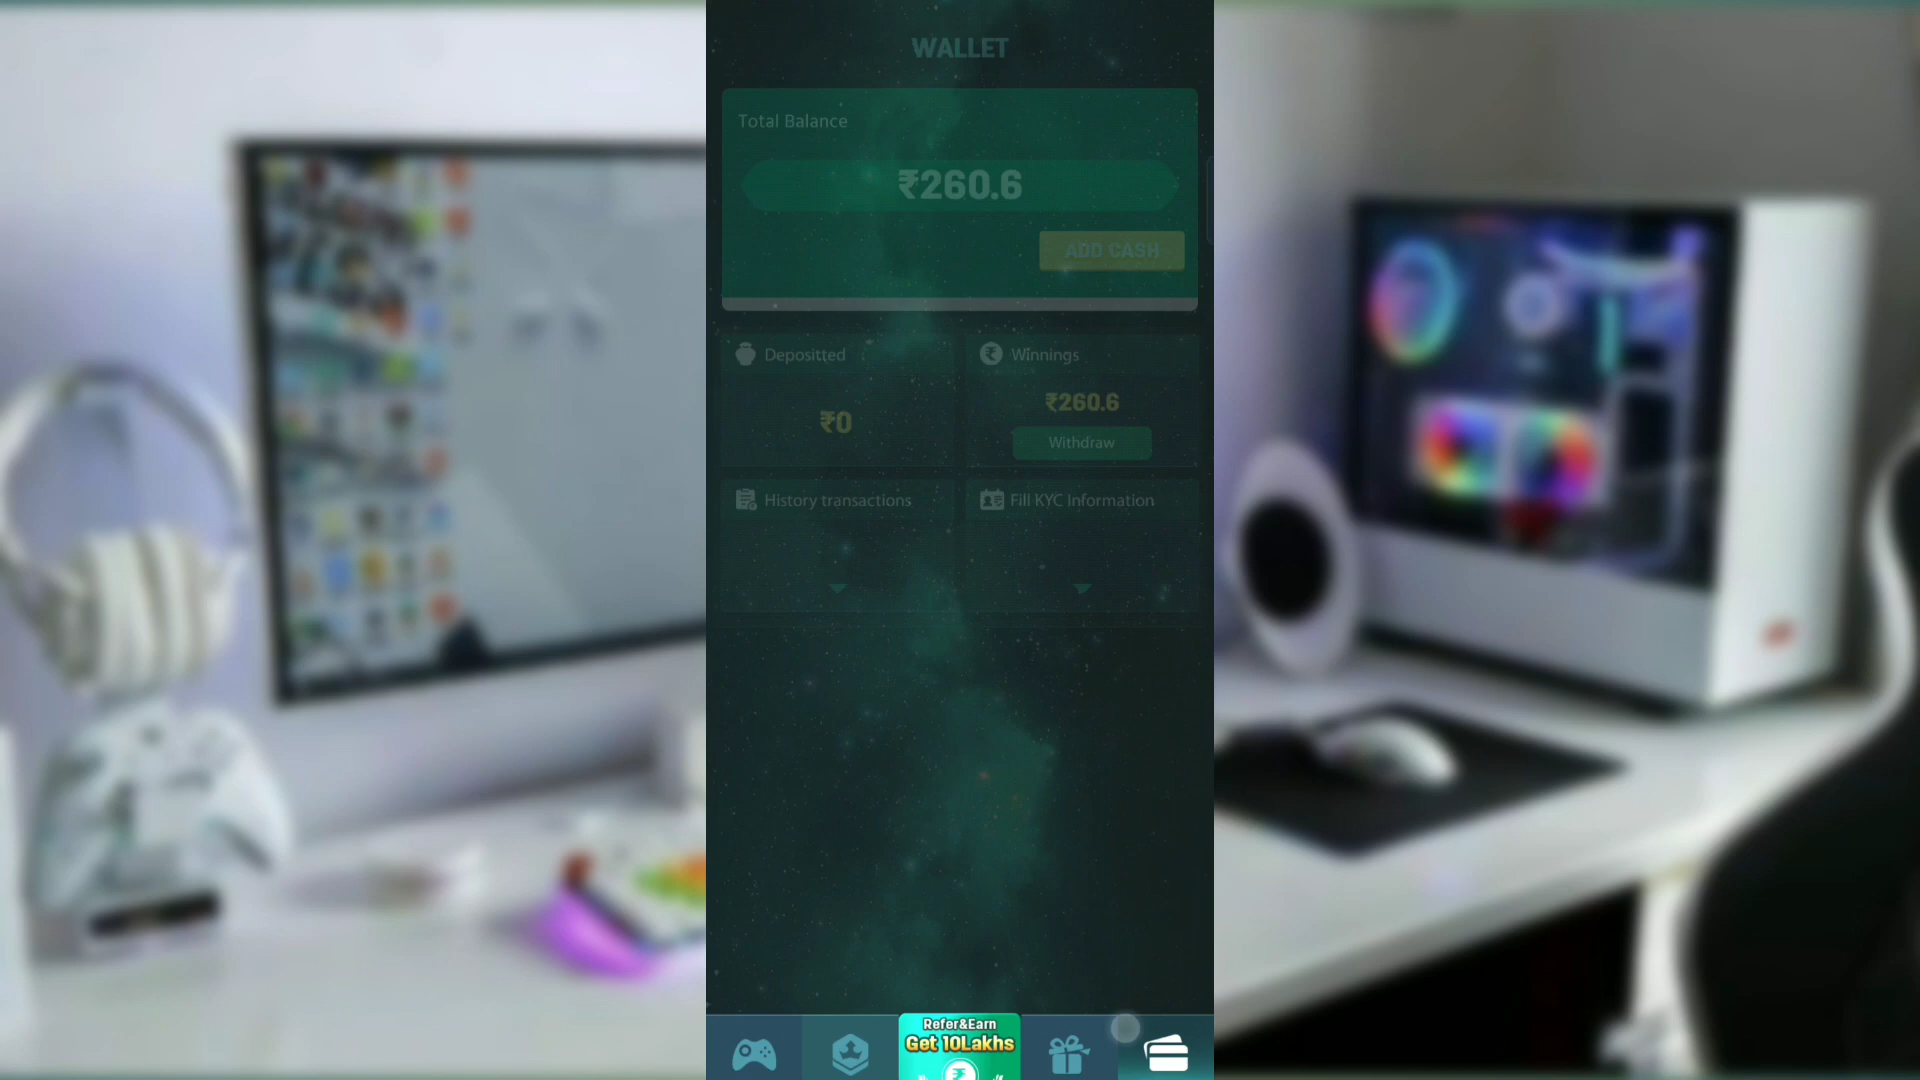 WALLET
Total Balance
₹260.6
ADD CASH
Depositted
Winnings
₹0
₹260.6
Withdraw
History transactions
Fill KYC Information
Refer&Earn
Get 10Lakhs